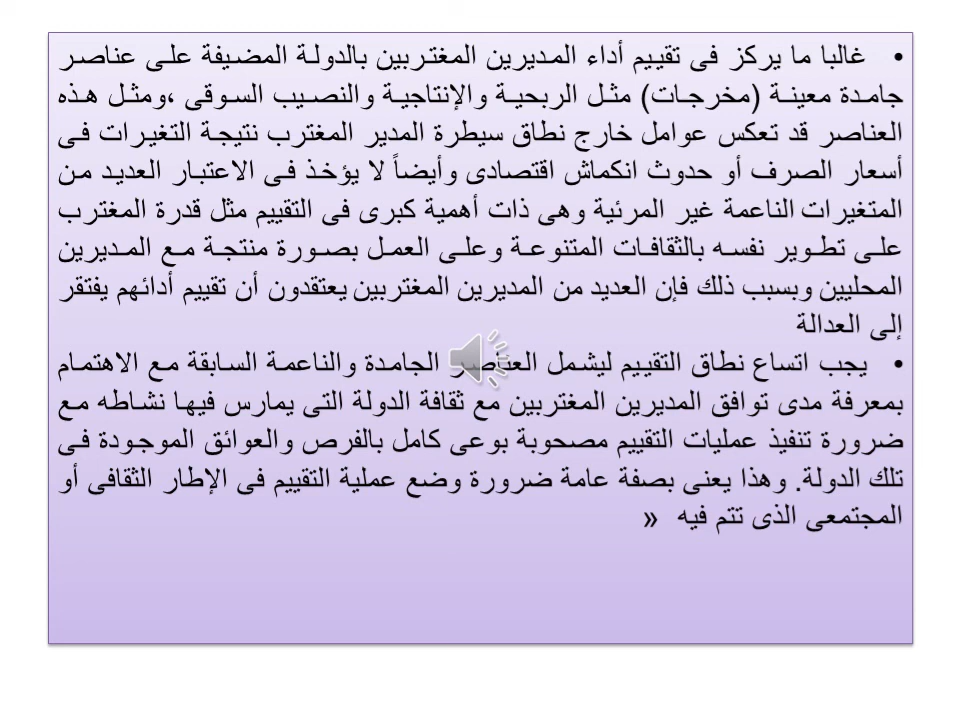 • غالبا ما يركز فى تقييم أداء المديرين المغتربين بالدولة المضيفة على عناصر
جامدة معينة (مخرجات) مثل الربحية والإنتاجية والنصيب السوقى ،ومثل هذه
العناصر قد تعكس عوامل خارج نطاق سيطرة المدير المغترب نتيجة التغيرات فى
أسعار الصرف أو حدوث انكماش اقتصادى وأيضاً لا يؤخذ فى الاعتبار العديد من
المتغيرات الناعمة غير المرئية وهى ذات أهمية كبرى فى التقييم مثل قدرة المغترب
على تطوير نفسه بالثقافات المتنوعة وعلى العمل بصورة منتجة مع المديرين
المحليين وبسبب ذلك فإن العديد من المديرين المغتربين يعتقدون أن تقييم أدائهم يفتقر
إلى العدالة
• يجب اتساع نطاق التقييم ليشمل العناصر الجامدة والناعمة السابقة مع الاهتمام
بمعرفة مدى توافق المديرين المغتربين مع ثقافة الدولة التى يمارس فيها نشاطه مع
ضرورة تنفيذ عمليات التقييم مصحوبة بوعى كامل بالفرص والعوائق الموجودة فى
تلك الدولة. وهذا يعنى بصفة عامة ضرورة وضع عملية التقييم فى الإطار الثقافى أو
المجتمعى الذى تتم فيه »